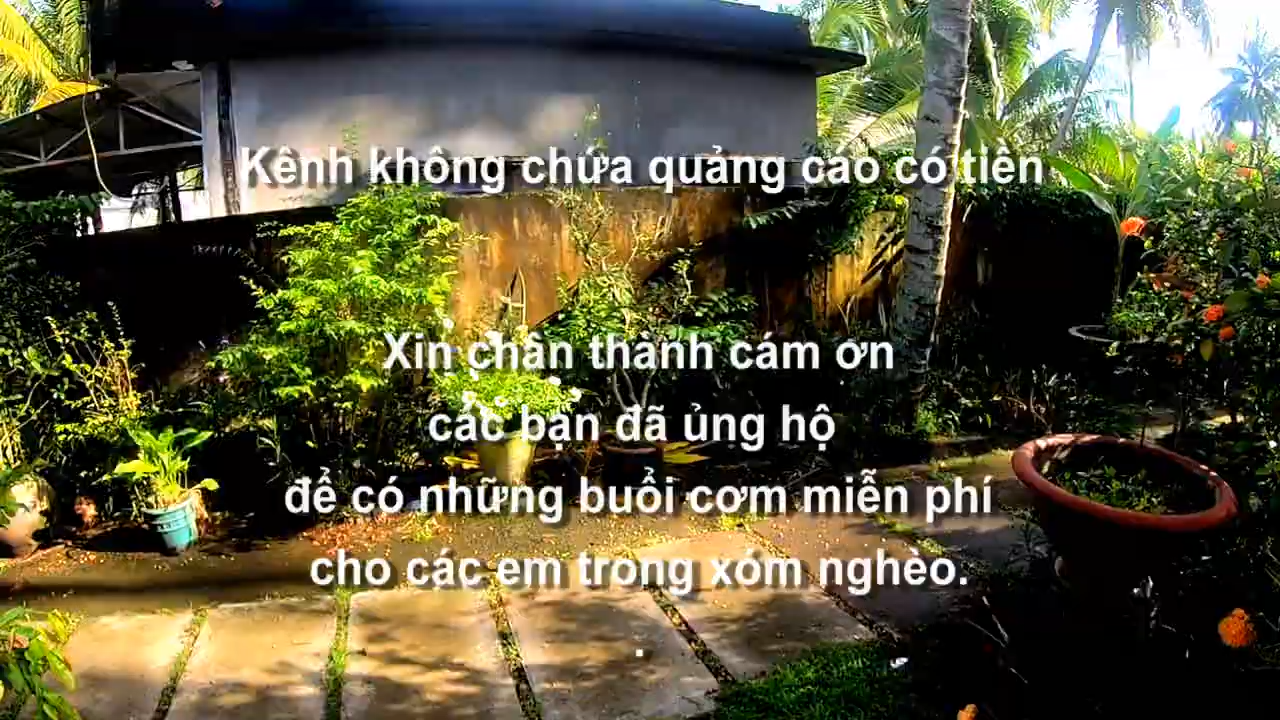 Kênh không chứa quảng cáo có tiền
Xin chân thành cám ơn
các bạn đã ủng hộ
để có những buổi cơm miễn phí
cho các em trong xóm nghèo.
.